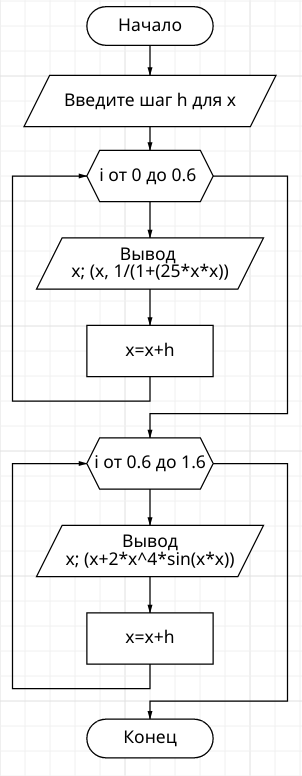 Начало
Введите шаг h для x
i от 0 до 0.6
Вывод
x; (x, 1/(1+(25*x*x))
x=x+h
i от 0.6 до 1.6
Вывод
x; (x+2*x^4*sin(x*x))
x=x+h
Конец